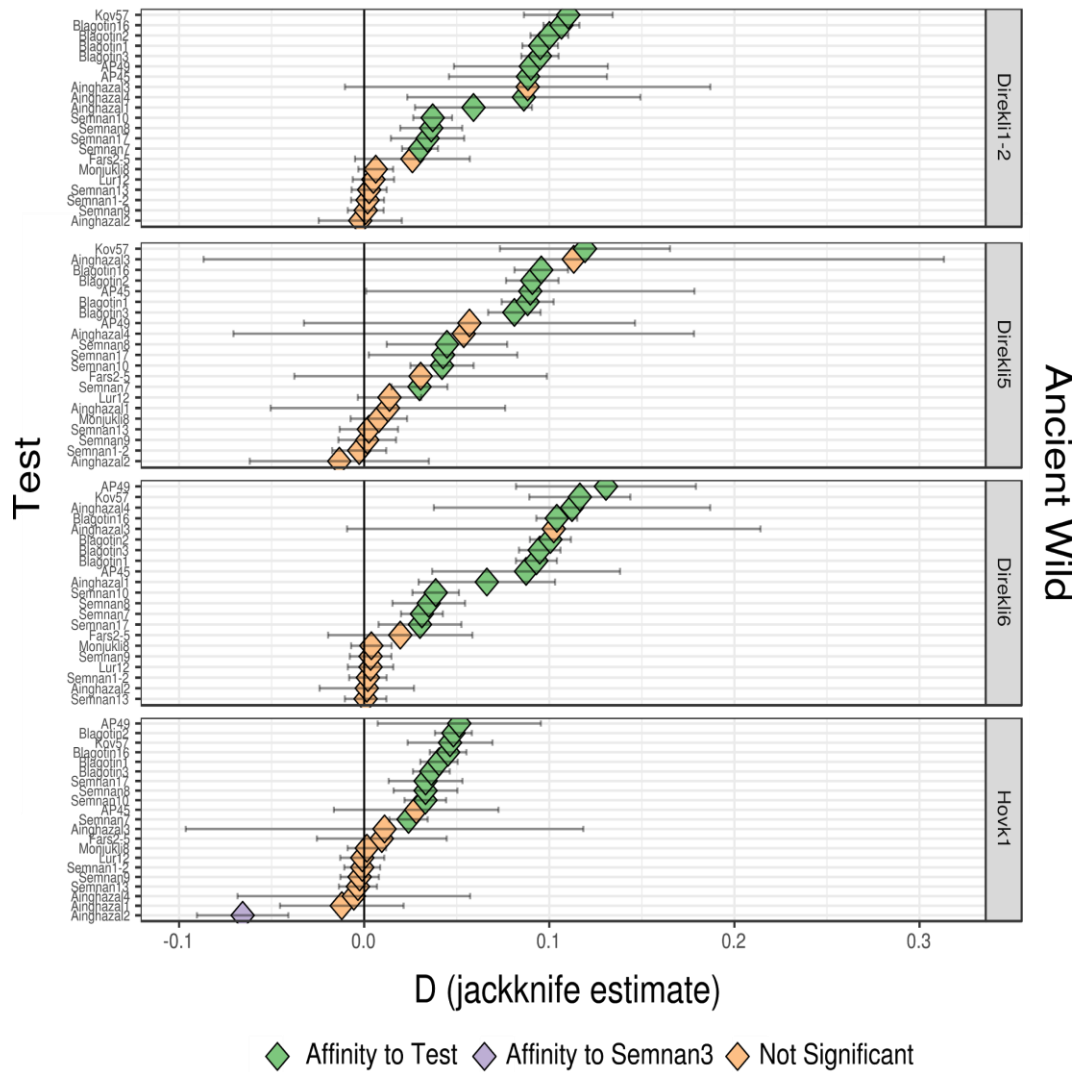 Kov57
Blagotin16
Blagotin2
Blagotin1
Blagotin3
AP49
AP45
Ainghazal3
Ainghazal4
Ainghazal1
Semnan10
Semnan8
Semnan17
Semnan7
Fars2-5
Monjukli8
Lur12
Semnan13
Semnan1-2
Semnan9
Ainghazal2
Direkli1-2
Kov57
Ainghazal3
Blagotin16
Blagotin2
AP45
Blagotin1
Blagotin3
AP49
Ainghazal4
Semnan8
Semnan17
Semnan10
Fars2-5
Semnan7
Lur12
Ainghazal1
Monjukli8
Semnan13
Semnan9
Semnan1-2
Ainghazal2
Direkli5
AP49
Kov57
Ainghazal4
Blagotin16
Ainghazal3
Blagotin2
Blagotin3
Blagotin1
AP45
Ainghazal1
Semnan10
Semnan8
Semnan7
Semnan17
Fars2-5
Monjukli8
Semnan9
Lur12
Semnan1-2
Ainghazal2
Semnan13
Direkli6
AP49
Blagotin2
Kov57
Blagotin16
Blagotin1
Blagotin3
Semnan17
Semnan8
Semnan10
AP45
Semnan7
Ainghazal3
Fars2-5
Monjukli8
Lur12
Semnan1-2
Semnan9
Semnan13
Ainghazal4
Ainghazal1
Ainghazal2
Hovk1
Test
Ancient Wild
-0.1 0.0 0.1 0.2 0.3
D (jackknife estimate)
Affinity to Test Affinity to Semnan3 Not Significant